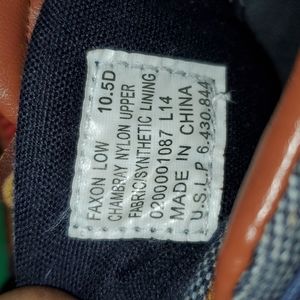 10.5D
FAXON LOW
CHAMBRAY NYLON UPPER
FABRIC/SYNTHETIC LINING
0200001087 L14
MADE IN CHINA
U.S.L.P 6.430.844